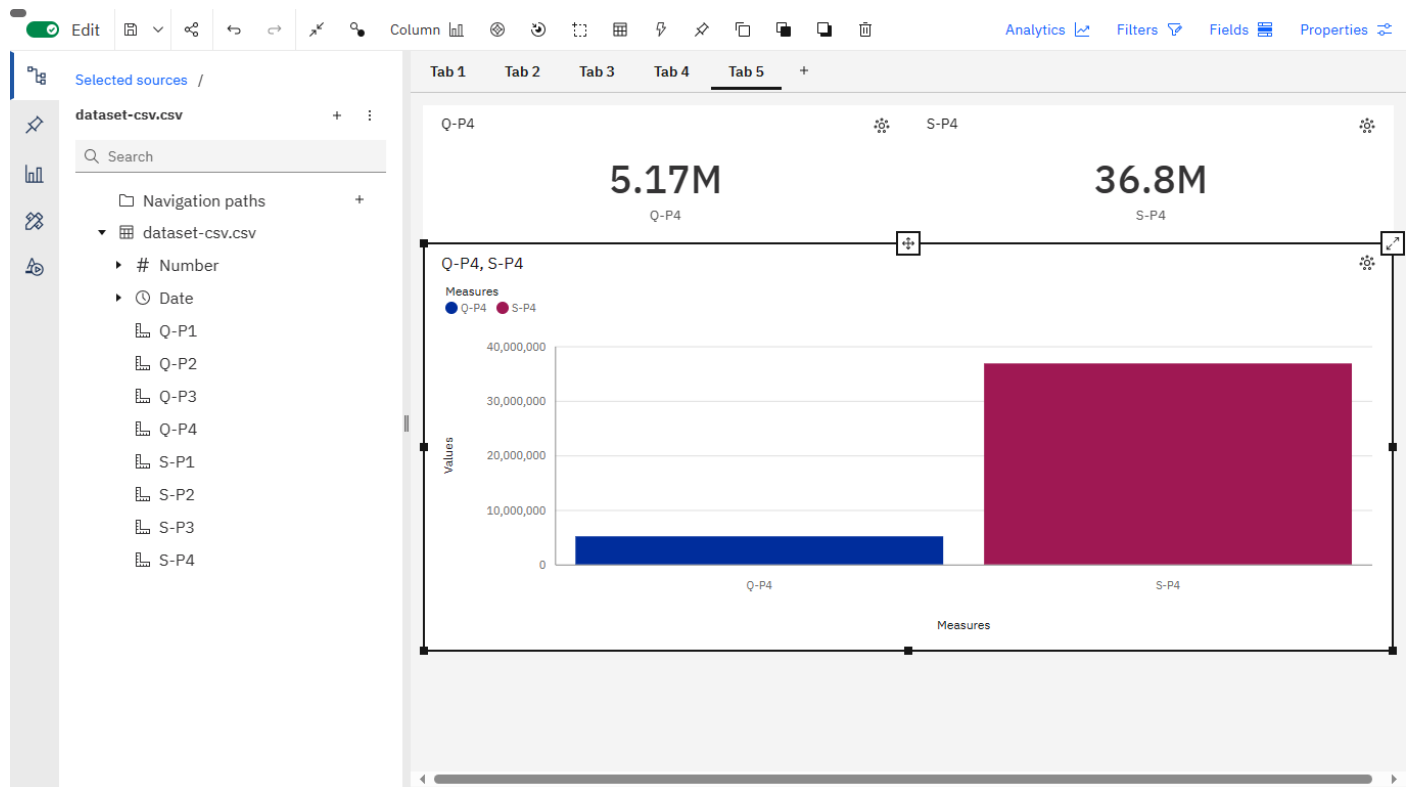 Edit Column Analytics Filters Fields Properties
Selected sources /
dataset-csv.csv
Search
Navigation paths
dataset-csv.csv
# Number
Date
Q-P1
Q-P2
Q-P3
Q-P4
S-P1
S-P2
S-P3
S-P4
Tab 1 Tab 2 Tab 3 Tab 4 Tab 5 +
Q-P4
5.17M
Q-P4
S-P4
36.8M
S-P4
Q-P4, S-P4
Measures
Q-P4 S-P4
Values
40,000,000
30,000,000
20,000,000
10,000,000
0
Q-P4 S-P4
Measures